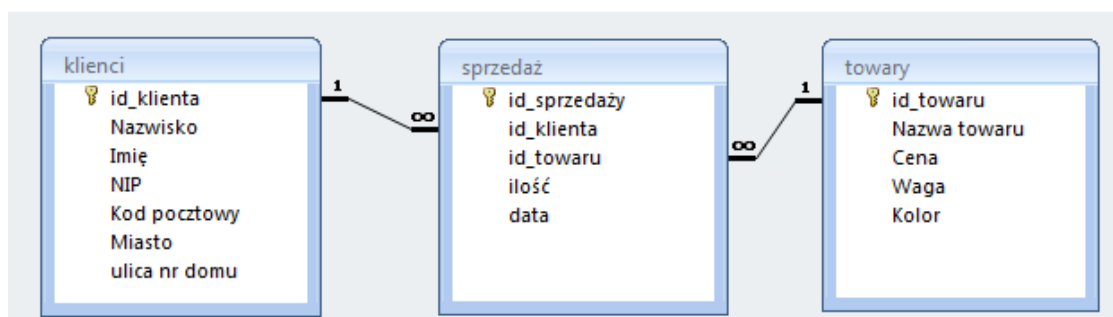 klienci
id_klienta
Nazwisko
Imię
NIP
Kod pocztowy
Miasto
ulica nr domu
1
∞
sprzedaż
id_sprzedaży
id_klienta
id_towaru
ilość
data
1
∞
towary
id_towaru
Nazwa towaru
Cena
Waga
Kolor